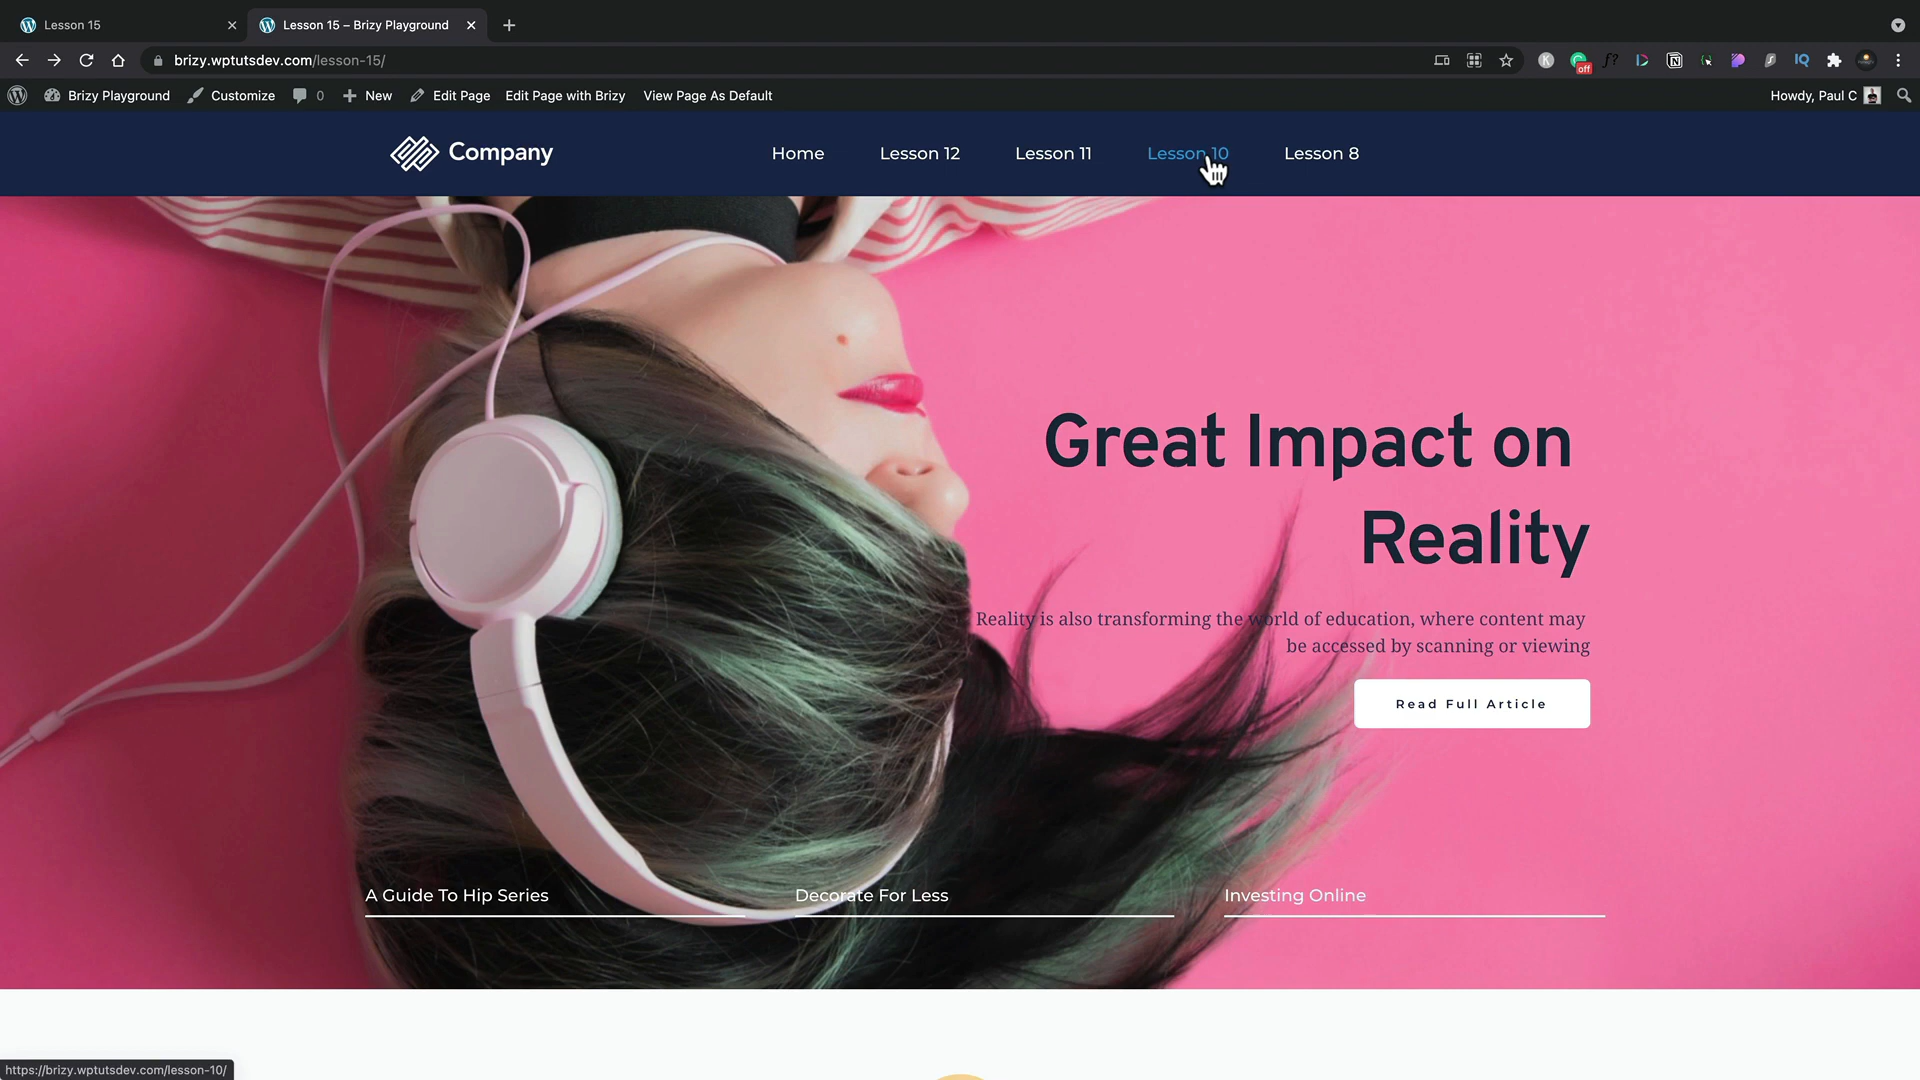 Lesson 15
Lesson 15 – Brizy Playground
brizy.wptutsdev.com/lesson-15/
off
f?
IQ
Brizy Playground
Customize
0
New
Edit Page
Edit Page with Brizy
View Page As Default
Howdy, Paul C
Company
Home
Lesson 12
Lesson 11
Lesson 10
Lesson 8
Great Impact on
Reality
Reality is also transforming the world of education, where content may
be accessed by scanning or viewing
Read Full Article
A Guide To Hip Series
Decorate For Less
Investing Online
https://brizy.wptutsdev.com/lesson-10/